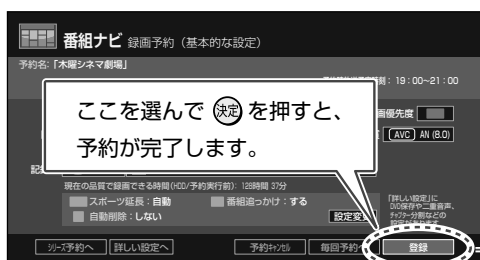 番組ナビ 録画予約（基本的な設定）
予約名：「木曜シネマ劇場」
刻：19：00～21：00
ここを選んで 決定 を押すと、
予約が完了します。
画優先度
AVC AN (8.0)
現在の品質で録画できる時間(HDD/予約実行前)：128時間 37分
スポーツ延長：自動 番組追っかけ：する
自動削除：しない 設定変
「詳しい設定」に
DVD保存や二重音声、
チャプター分割などの
シリーズ予約へ 詳しい設定へ 予約キャンセル 毎回予約 登録